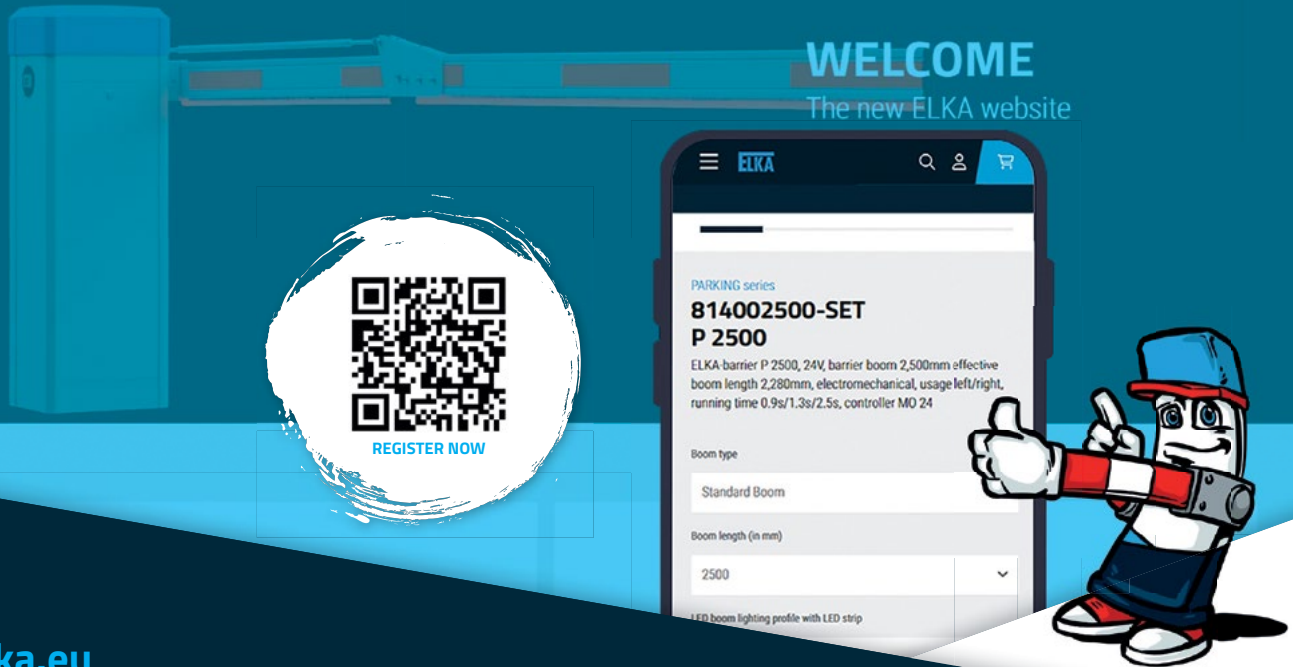 WELCOME
The new ELKA website
ELKA
PARKING series
814002500-SET
P 2500
ELKA-barrier P 2500, 24V, barrier boom 2,500mm effective
boom length 2,280mm, electromechanical, usage left/right,
running time 0.9s/1.3s/2.5s, controller MO 24
Boom type
Standard Boom
Boom length (in mm)
2500
LED boom lighting profile with LED strip
REGISTER NOW
ka.eu